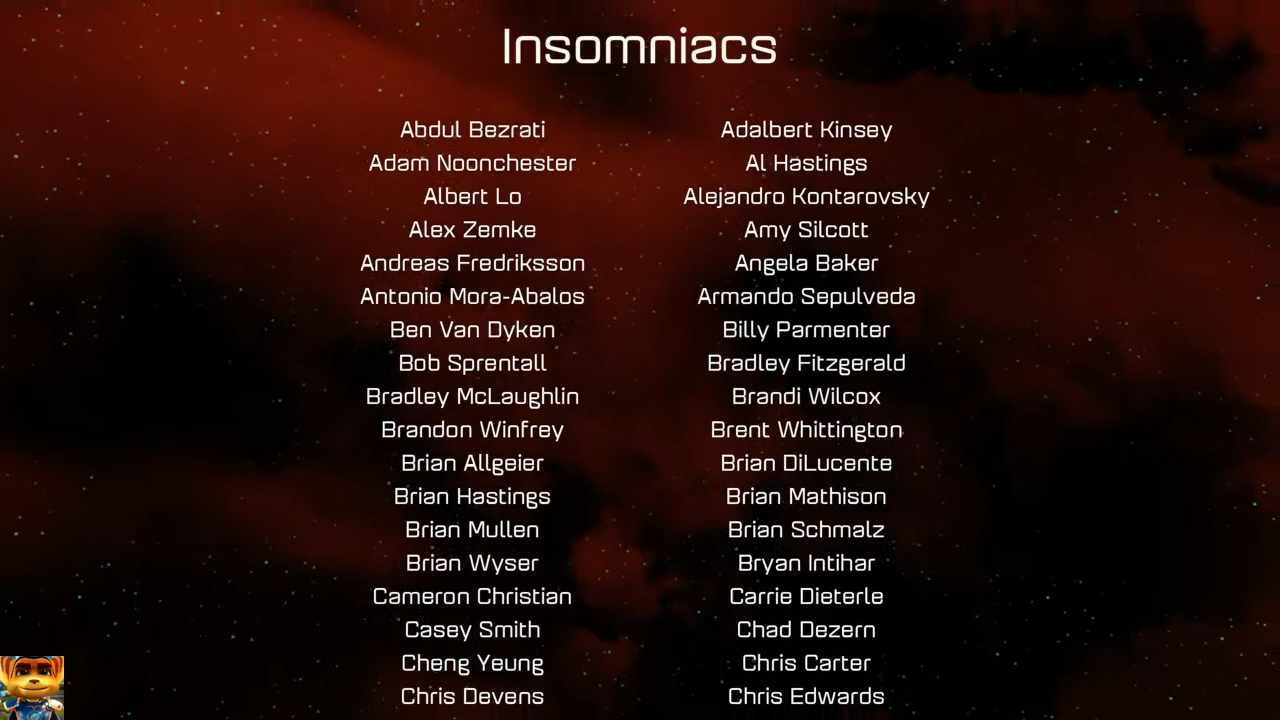 Insomniacs
Abdul Bezrati Adalbert Kinsey
Adam Noonchester Al Hastings
Albert Lo Alejandro Kontarovsky
Alex Zemke Amy Silcott
Andreas Fredriksson Angela Baker
Antonio Mora-Abalos Armando Sepulveda
Ben Van Dyken Billy Parmenter
Bob Sprentall Bradley Fitzgerald
Bradley McLaughlin Brandi Wilcox
Brandon Winfrey Brent Whittington
Brian Allgeier Brian DiLucente
Brian Hastings Brian Mathison
Brian Mullen Brian Schmalz
Brian Wyser Bryan Intihar
Cameron Christian Carrie Dieterle
Casey Smith Chad Dezern
Cheng Yeung Chris Carter
Chris Devens Chris Edwards